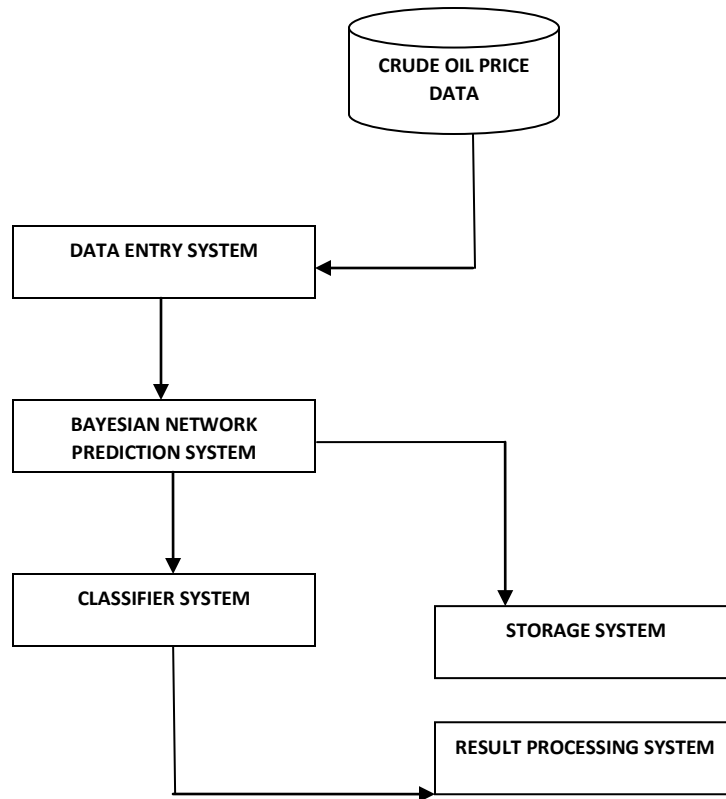 CRUDE OIL PRICE
DATA
DATA ENTRY SYSTEM
BAYESIAN NETWORK
PREDICTION SYSTEM
CLASSIFIER SYSTEM
STORAGE SYSTEM
RESULT PROCESSING SYSTEM